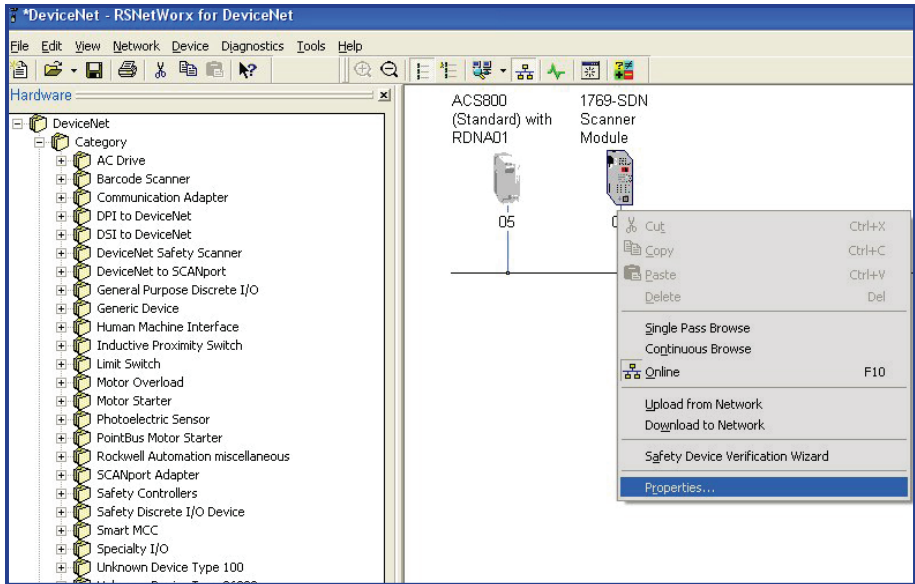 *DeviceNet - RSNetWorx for DeviceNet
File Edit View Network Device Diagnostics Tools Help
Hardware
DeviceNet
Category
AC Drive
Barcode Scanner
Communication Adapter
DPI to DeviceNet
DSI to DeviceNet
DeviceNet Safety Scanner
DeviceNet to SCANport
General Purpose Discrete I/O
Generic Device
Human Machine Interface
Inductive Proximity Switch
Limit Switch
Motor Overload
Motor Starter
Photoelectric Sensor
PointBus Motor Starter
Rockwell Automation miscellaneous
SCANport Adapter
Safety Controllers
Safety Discrete I/O Device
Smart MCC
Specialty I/O
Unknown Device Type 100
ACS800
(Standard) with
RDNA01
05
1769-SDN
Scanner
Module
Cut Ctrl+X
Copy Ctrl+C
Paste Ctrl+V
Delete Del
Single Pass Browse
Continuous Browse
Online F10
Upload from Network
Download to Network
Safety Device Verification Wizard
Properties...